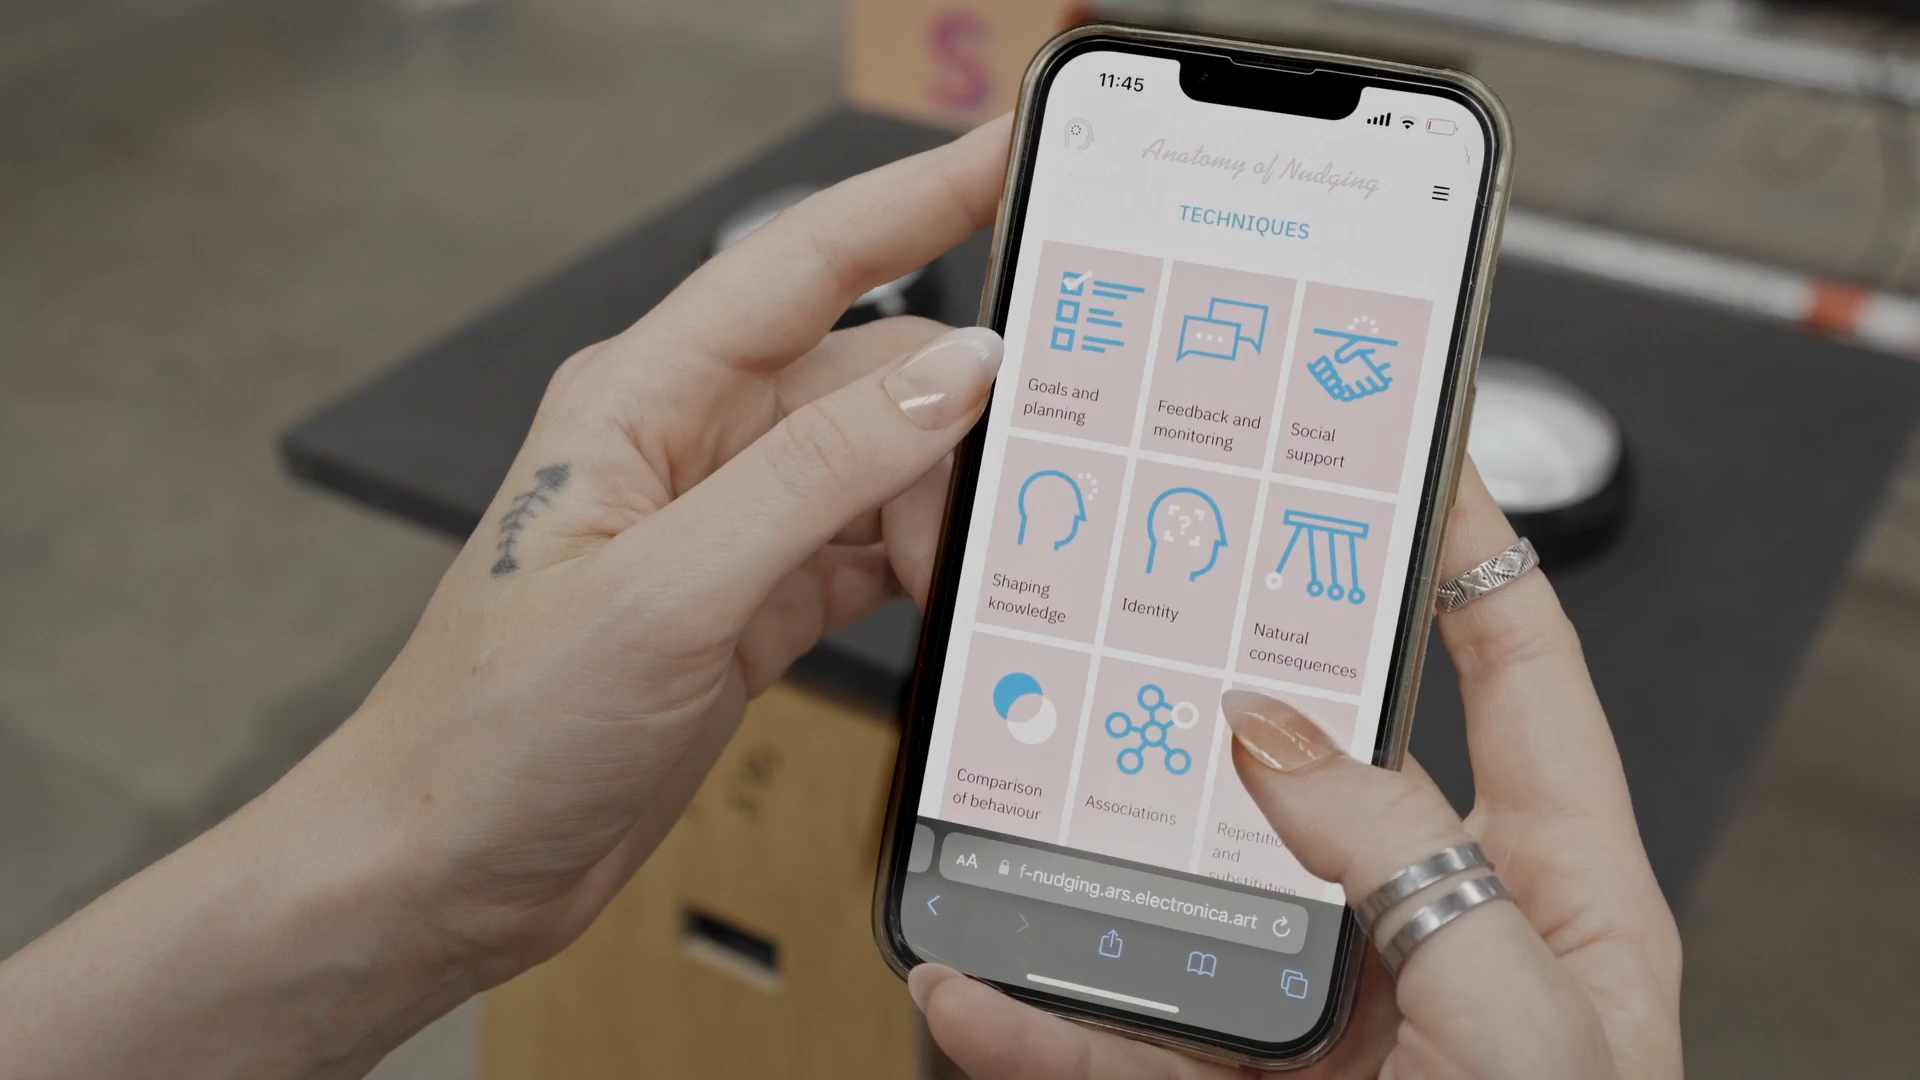 S
11:45
Anatomy of Nudging
TECHNIQUES
Goals and
planning
Feedback and
monitoring
Social
support
Shaping
knowledge
?
Identity
Natural
consequences
Comparison
of behaviour
Associations
and
substitution
AA
f-nudging.ars.electronica.art